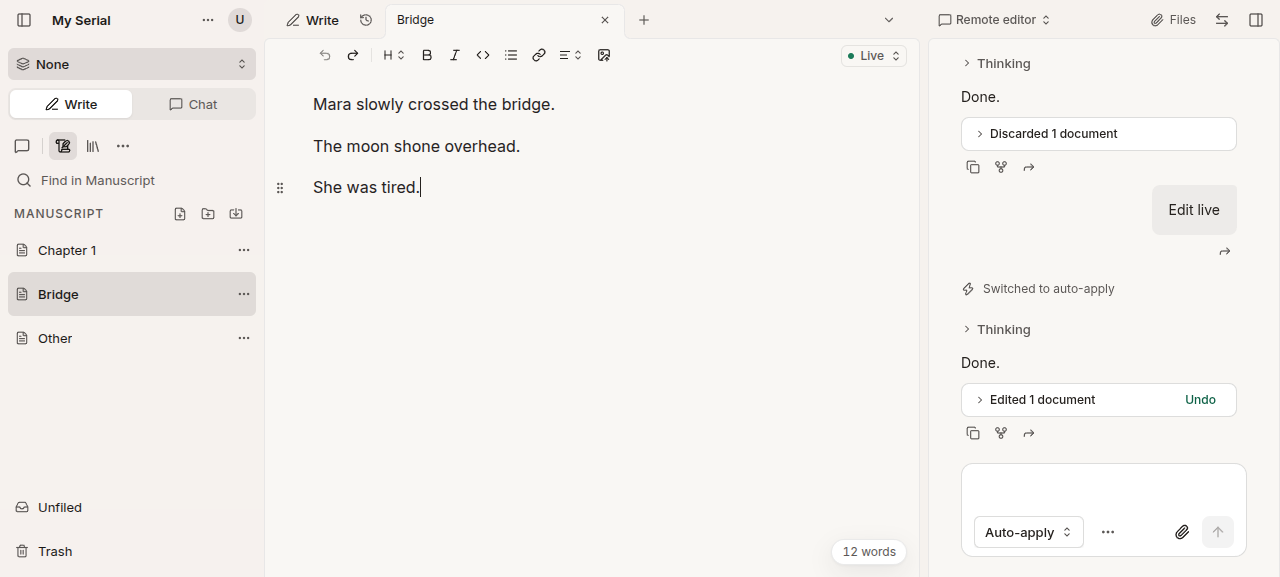 My Serial
U
None
Write
Chat
Find in Manuscript
MANUSCRIPT
Chapter 1
Bridge
Other
Unfiled
Trash
Write
Bridge
H
B
I
Live
Mara slowly crossed the bridge.
The moon shone overhead.
She was tired.
12 words
Remote editor
Files
Thinking
Done.
Discarded 1 document
Edit live
Switched to auto-apply
Thinking
Done.
Edited 1 document
Undo
Auto-apply